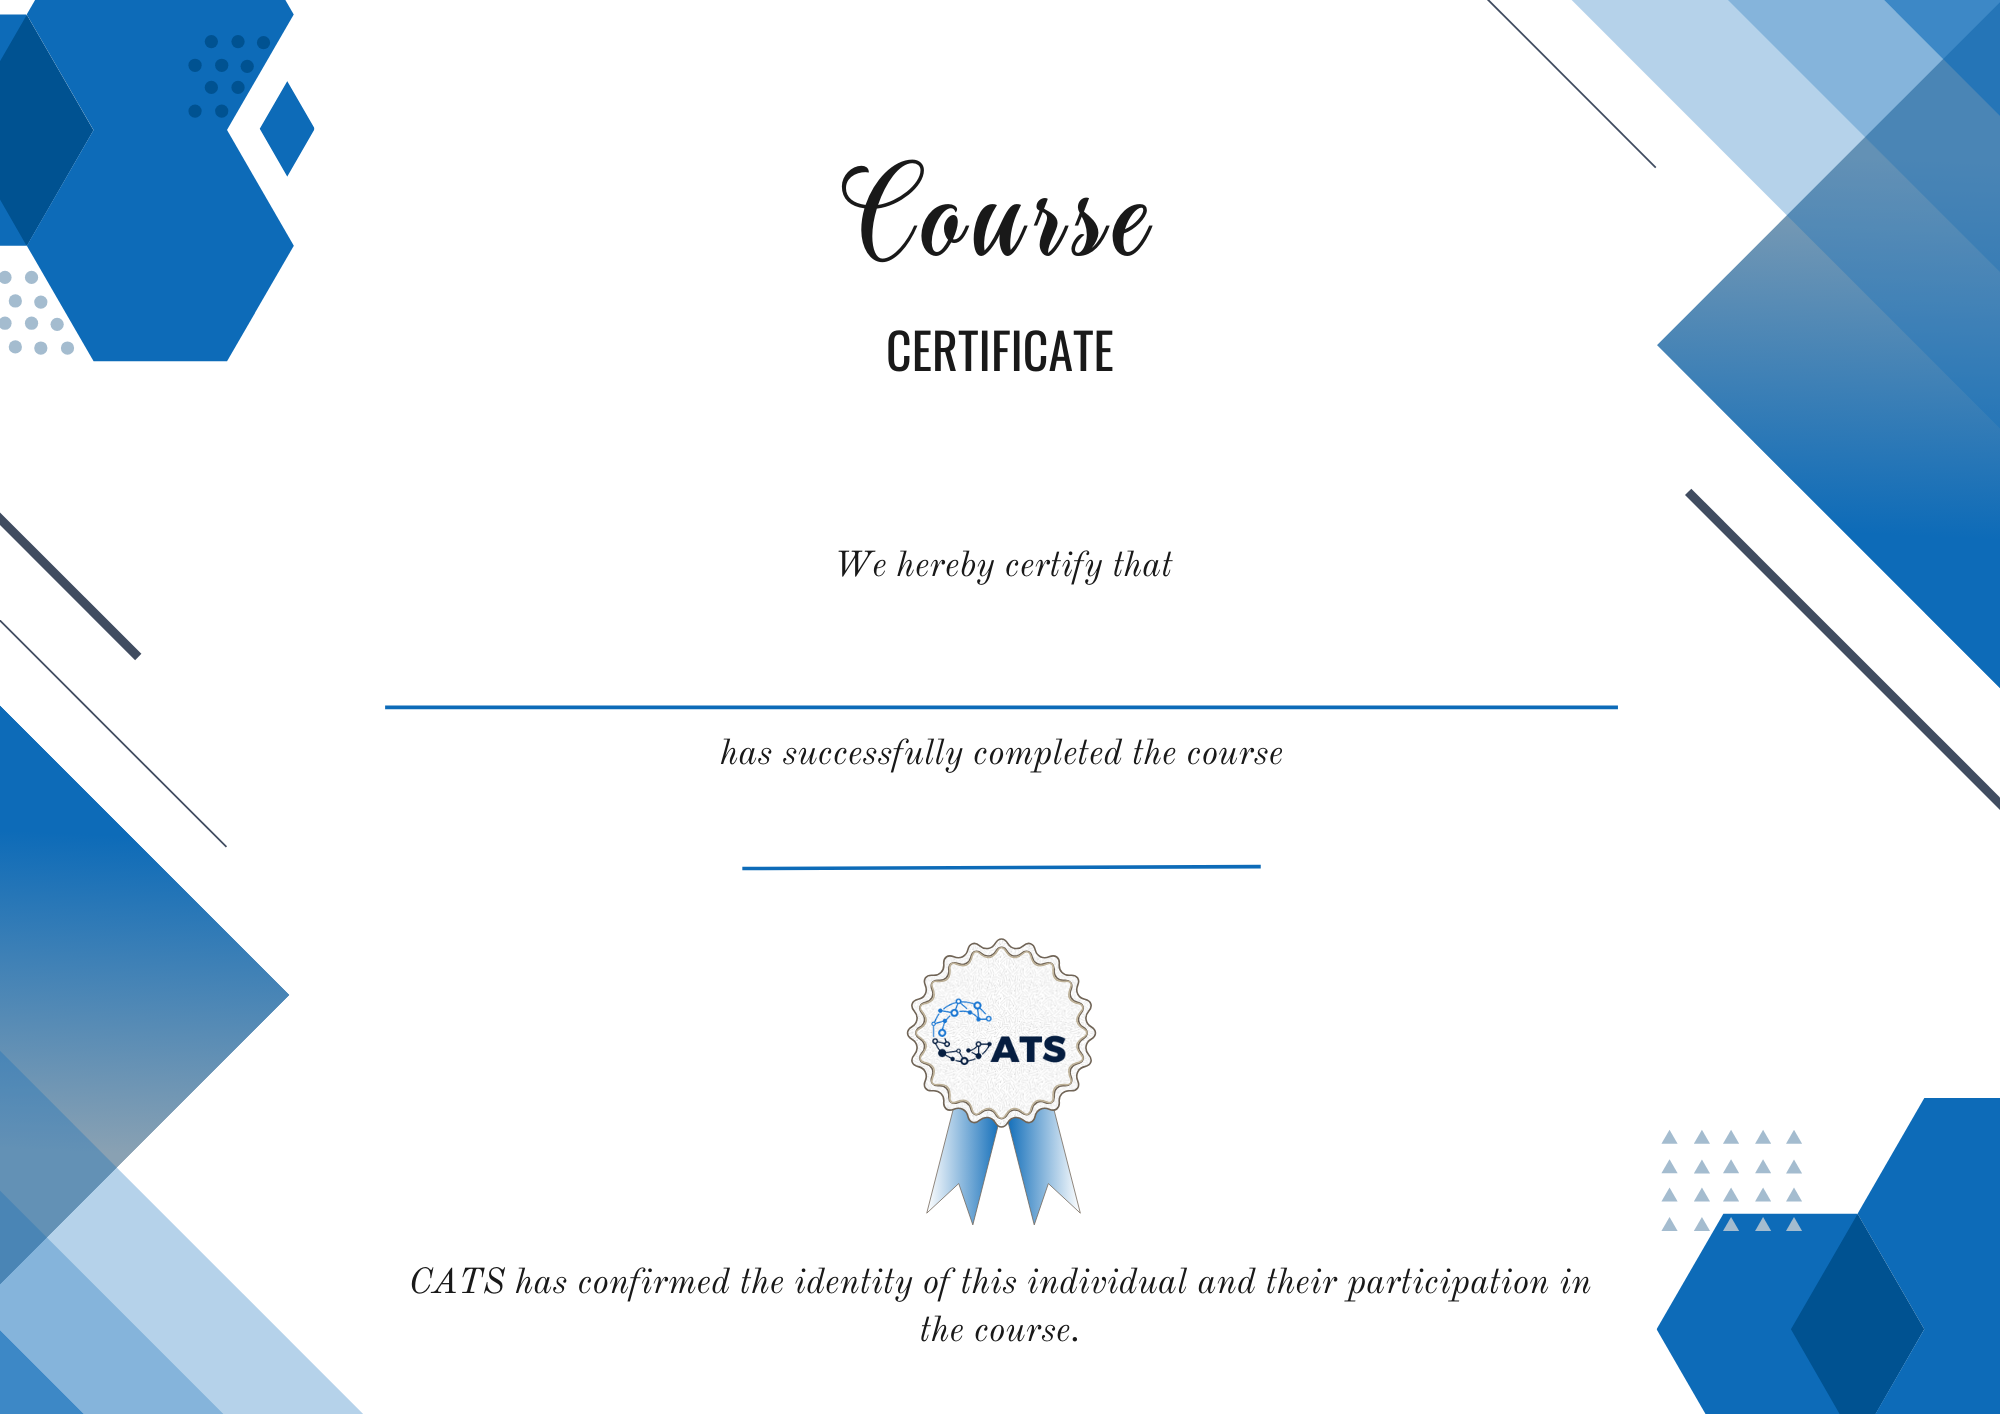 Course
CERTIFICATE
We hereby certify that
has successfully completed the course
CATS
CATS has confirmed the identity of this individual and their participation in
the course.